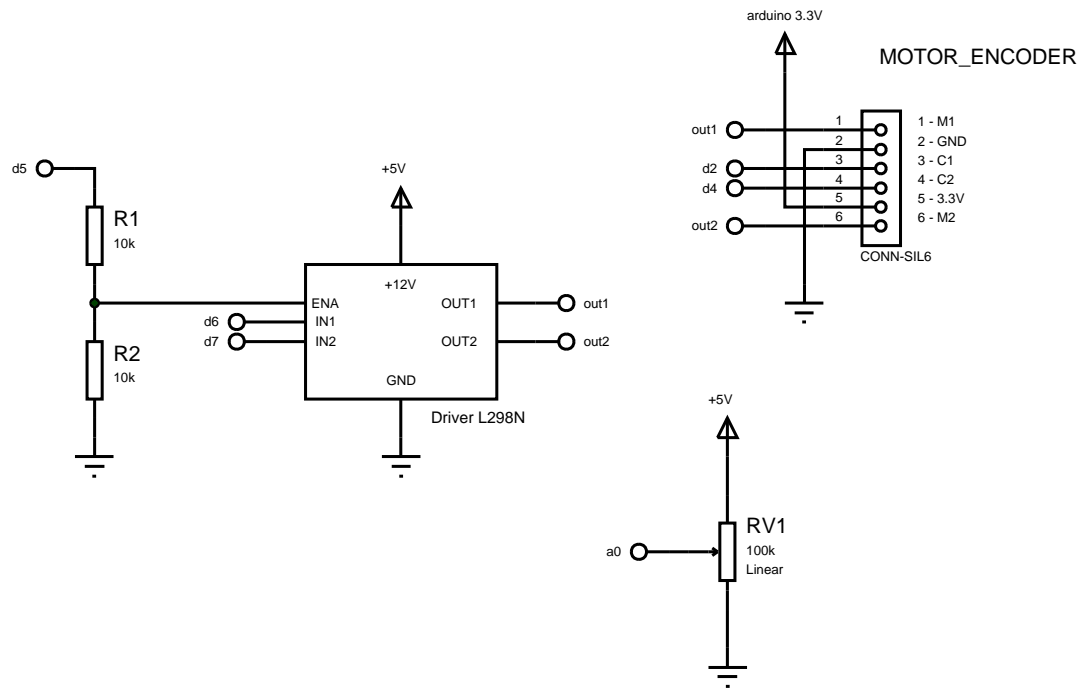 arduino 3.3V
MOTOR_ENCODER
out1
d2
d4
out2
1
2
3
4
5
6
1 - M1
2 - GND
3 - C1
4 - C2
5 - 3.3V
6 - M2
CONN-SIL6
d5
R1
10k
R2
10k
+5V
+12V
ENA
IN1
IN2
OUT1
OUT2
GND
d6
d7
out1
out2
Driver L298N
+5V
a0
RV1
100k
Linear